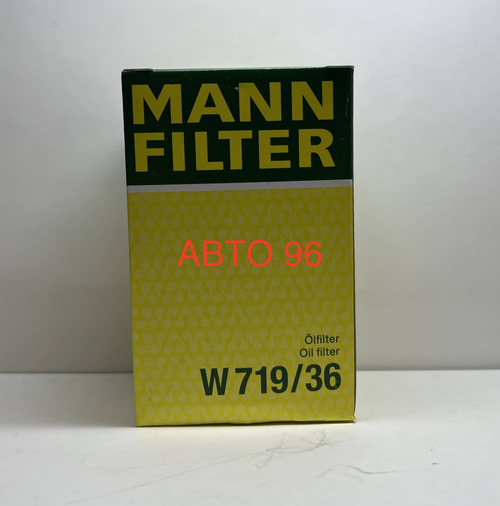 MANN
FILTER
АВТО 96
Ölfilter
Oil filter
W 719/36